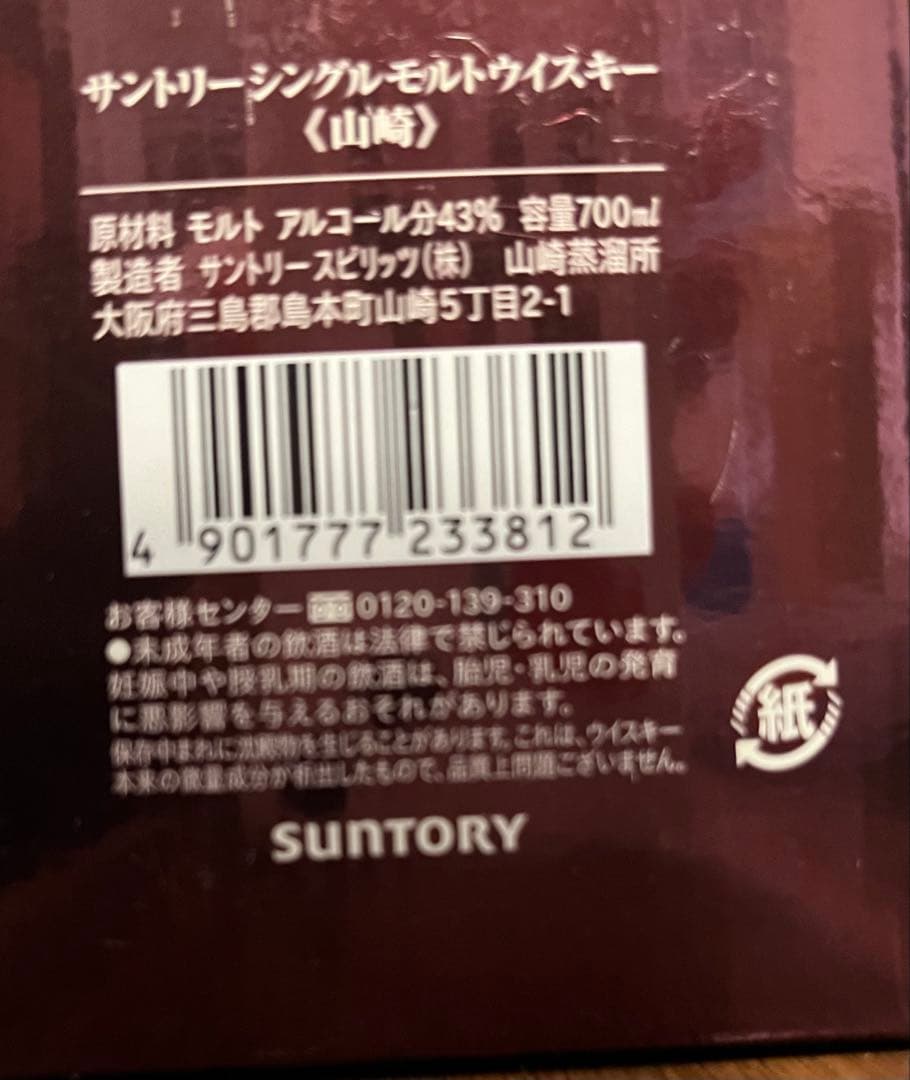 サントリーシングルモルトウイスキー
《山崎》
原材料 モルト アルコール分43% 容量700ml
製造者 サントリースピリッツ(株) 山崎蒸溜所
大阪府三島郡島本町山崎5丁目2-1
4 901777 233812
お客様センター 0120-139-310
●未成年者の飲酒は法律で禁じられています。
妊娠中や授乳期の飲酒は、胎児・乳児の発育
に悪影響を与えるおそれがあります。
保存中まれに沈殿物を生じることがあります。これは、ウイスキー
本来の微量成分が析出したもので、品質上問題ございません。
紙
SUNTORY